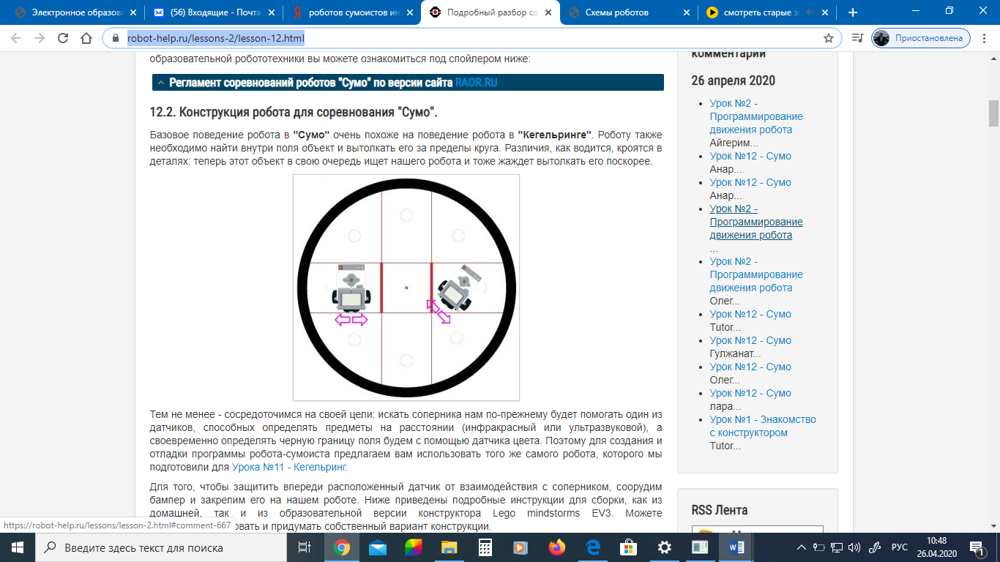 Электронное образова
(56) Входящие - Почта
роботов сумоистов ин
Подробный разбор со
Схемы роботов
смотреть старые за
robot-help.ru/lessons-2/lesson-12.html
Приостановлена
образовательной робототехники вы можете ознакомиться под спойлером ниже:
Регламент соревнований роботов "Сумо" по версии сайта RAOR.RU
12.2. Конструкция робота для соревнования "Сумо".
Базовое поведение робота в "Сумо" очень похоже на поведение робота в "Кегельринге". Роботу также
необходимо найти внутри поля объект и вытолкать его за пределы круга. Различия, как водится, кроятся в
деталях: теперь этот объект в свою очередь ищет нашего робота и тоже жаждет вытолкать его поскорее.
Тем не менее - сосредоточимся на своей цели: искать соперника нам по-прежнему будет помогать один из
датчиков, способных определять предметы на расстоянии (инфракрасный или ультразвуковой), а
своевременно определять черную границу поля будем с помощью датчика цвета. Поэтому для создания и
отладки программы робота-сумоиста предлагаем вам использовать того же самого робота, которого мы
подготовили для Урока №11 - Кегельринг.
Для того, чтобы защитить впереди расположенный датчик от взаимодействия с соперником, соорудим
бампер и закрепим его на нашем роботе. Ниже приведены подробные инструкции для сборки, как из
домашней, так и из образовательной версии конструктора Lego mindstorms EV3. Можете
овать и придумать собственный вариант конструкции.
комментарии
26 апреля 2020
Урок №2 -
Программирование
движения робота
Айгерим...
Урок №12 - Сумо
Анар...
Урок №12 - Сумо
Анар...
Урок №2 -
Программирование
движения робота
...
Урок №2 -
Программирование
движения робота
Олег...
Урок №12 - Сумо
Tutor...
Урок №12 - Сумо
Гулжанат...
Урок №12 - Сумо
Олег...
Урок №12 - Сумо
лара...
Урок №1 - Знакомство
с конструктором
Tutor...
RSS Лента
https://robot-help.ru/lessons/lesson-2.html#comment-667
Введите здесь текст для поиска
РУС
10:48
26.04.2020
1